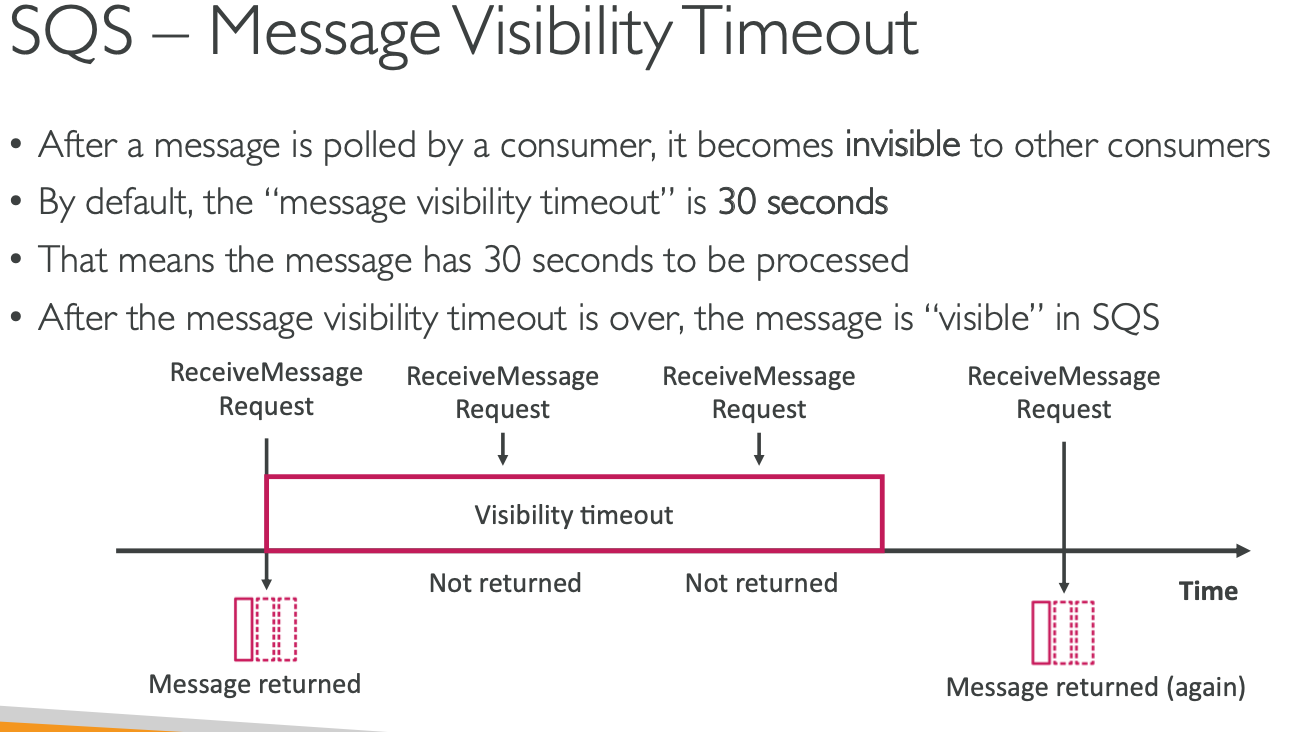 SQS – Message Visibility Timeout
• After a message is polled by a consumer, it becomes invisible to other consumers
• By default, the “message visibility timeout” is 30 seconds
• That means the message has 30 seconds to be processed
• After the message visibility timeout is over, the message is “visible” in SQS
ReceiveMessage
Request
ReceiveMessage
Request
ReceiveMessage
Request
ReceiveMessage
Request
Visibility timeout
Not returned
Not returned
Time
Message returned
Message returned (again)